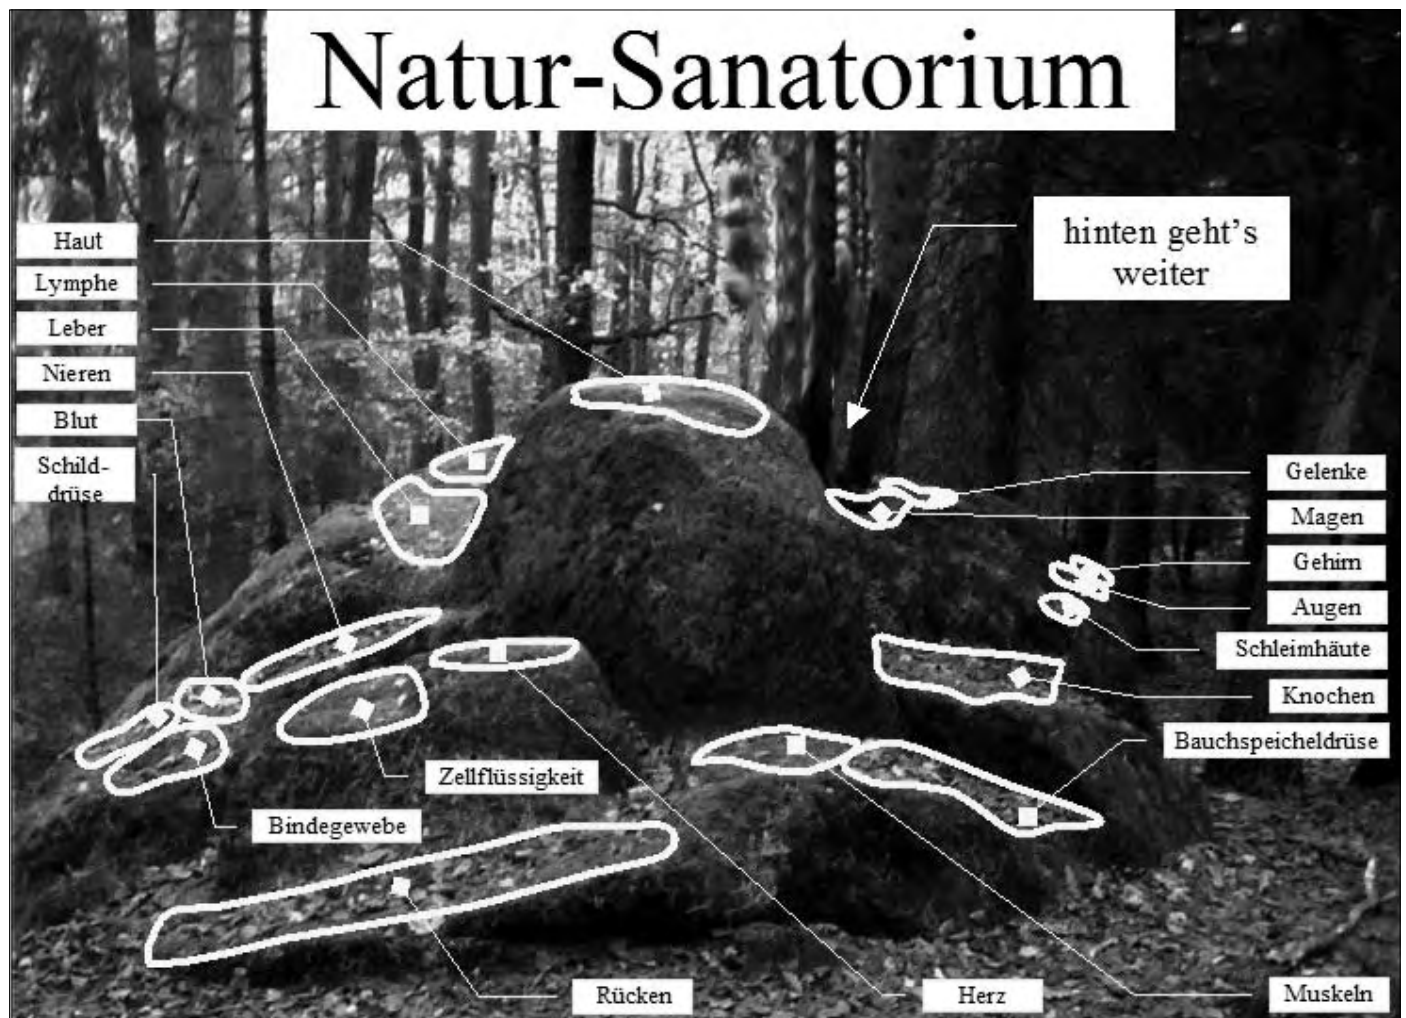 Natur-Sanatorium
hinten geht's
weiter
Haut
Lymphe
Leber
Nieren
Blut
Schild-
drüse
Gelenke
Magen
Gehirn
Augen
Schleimhäute
Knochen
Bauchspeicheldrüse
Zellflüssigkeit
Bindegewebe
Rücken
Herz
Muskeln